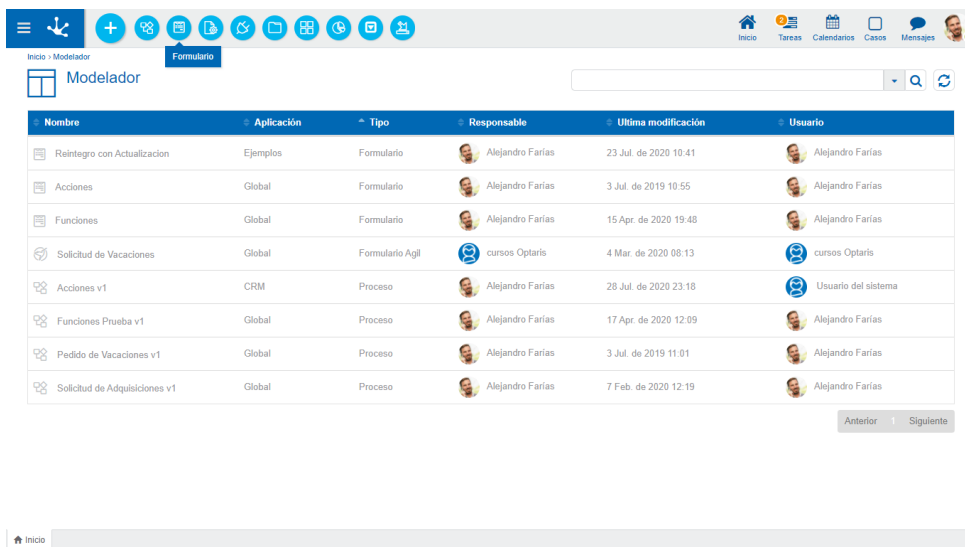 2
Inicio Tareas Calendarios Casos Mensajes
Inicio › Modelador
Formulario
Modelador
Nombre Aplicación Tipo Responsable Ultima modificación Usuario
Reintegro con Actualizacion Ejemplos Formulario Alejandro Farías 23 Jul. de 2020 10:41 Alejandro Farías
Acciones Global Formulario Alejandro Farías 3 Jul. de 2019 10:55 Alejandro Farías
Funciones Global Formulario Alejandro Farías 15 Apr. de 2020 19:48 Alejandro Farías
Solicitud de Vacaciones Global Formulario Agil cursos Optaris 4 Mar. de 2020 08:13 cursos Optaris
Acciones v1 CRM Proceso Alejandro Farías 28 Jul. de 2020 23:18 Usuario del sistema
Funciones Prueba v1 Global Proceso Alejandro Farías 17 Apr. de 2020 12:09 Alejandro Farías
Pedido de Vacaciones v1 Global Proceso Alejandro Farías 3 Jul. de 2019 11:01 Alejandro Farías
Solicitud de Adquisiciones v1 Global Proceso Alejandro Farías 7 Feb. de 2020 12:19 Alejandro Farías
Anterior 1 Siguiente
Inicio